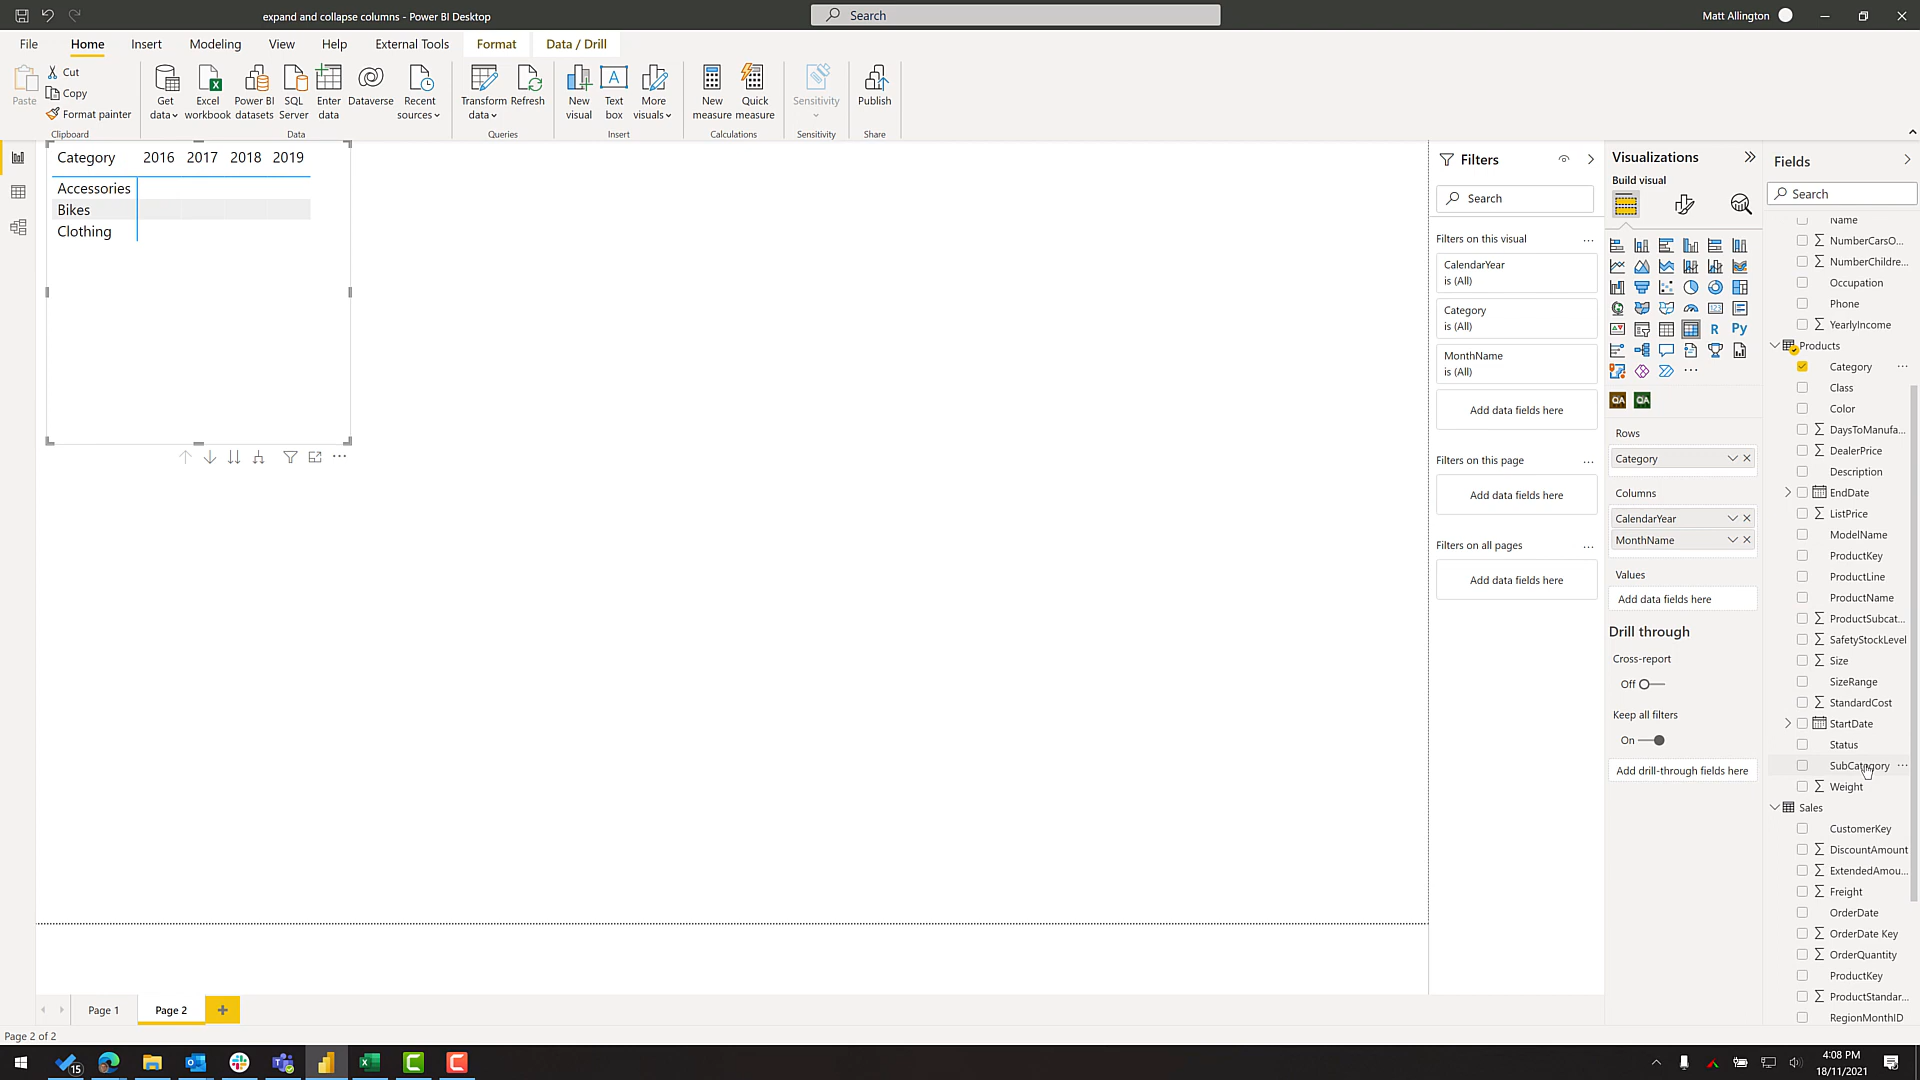 expand and collapse columns - Power BI Desktop
Search
Matt Allington
File Home Insert Modeling View Help External Tools Format Data / Drill
Paste
Cut
Copy
Format painter
Clipboard
Get data
Excel workbook
Power BI datasets
SQL Server
Enter data
Dataverse
Recent sources
Data
Transform data
Refresh
Queries
New visual
Text box
More visuals
Insert
New measure
Quick measure
Calculations
Sensitivity
Sensitivity
Publish
Share
Category 2016 2017 2018 2019
Accessories
Bikes
Clothing
Filters
Search
Filters on this visual
CalendarYear
is (All)
Category
is (All)
MonthName
is (All)
Add data fields here
Filters on this page
Add data fields here
Filters on all pages
Add data fields here
Visualizations
Build visual
R Py
Rows
Category
Columns
CalendarYear
MonthName
Values
Add data fields here
Drill through
Cross-report
Off
Keep all filters
On
Add drill-through fields here
Fields
Search
Name
NumberCarsO...
NumberChildre...
Occupation
Phone
YearlyIncome
Products
Category
Class
Color
DaysToManufa...
DealerPrice
Description
EndDate
ListPrice
ModelName
ProductKey
ProductLine
ProductName
ProductSubcat...
SafetyStockLevel
Size
SizeRange
StandardCost
StartDate
Status
SubCategory
Weight
Sales
CustomerKey
DiscountAmount
ExtendedAmou...
Freight
OrderDate
OrderDate Key
OrderQuantity
ProductKey
ProductStandar...
RegionMonthID
Page 1
Page 2
Page 2 of 2
15
4:08 PM
18/11/2021